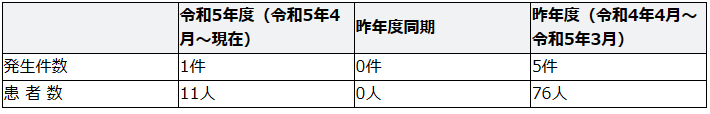 令和5年度（令和5年4
月～現在）
昨年度同期
昨年度（令和4年4月～
令和5年3月）
発生件数
1件
0件
5件
患 者 数
11人
0人
76人